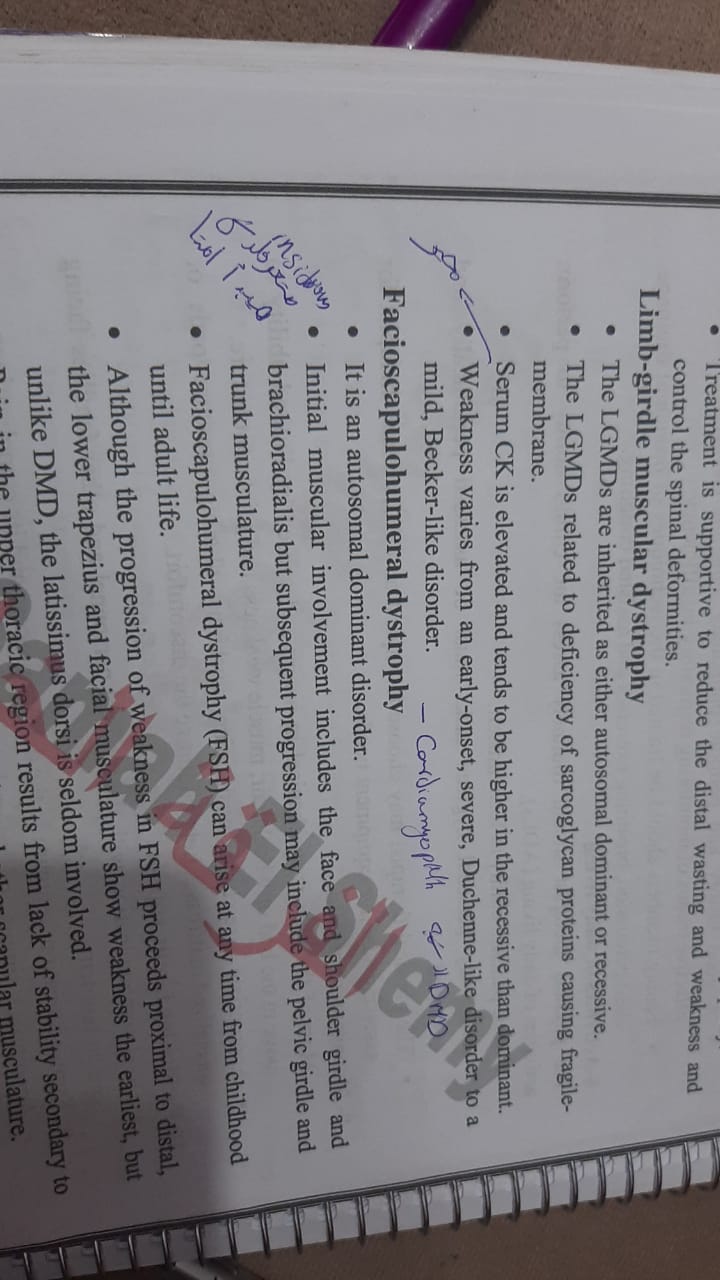 • Treatment is supportive to reduce the distal wasting and weakness and
control the spinal deformities.
Limb-girdle muscular dystrophy
• The LGMDs are inherited as either autosomal dominant or recessive.
• The LGMDs related to deficiency of sarcoglycan proteins causing fragile-
membrane.
• Serum CK is elevated and tends to be higher in the recessive than dominant.
• Weakness varies from an early-onset, severe, Duchenne-like disorder to a
mild, Becker-like disorder.
Facioscapulohumeral dystrophy
• It is an autosomal dominant disorder.
• Initial muscular involvement includes the face and shoulder girdle and
brachioradialis but subsequent progression may include the pelvic girdle and
trunk musculature.
insidious
• Facioscapulohumeral dystrophy (FSH) can arise at any time from childhood
until adult life.
• Although the progression of weakness in FSH proceeds proximal to distal,
the lower trapezius and facial musculature show weakness the earliest, but
unlike DMD, the latissimus dorsi is seldom involved.
in the upper thoracic region results from lack of stability secondary to
scapular musculature.
El Shemy